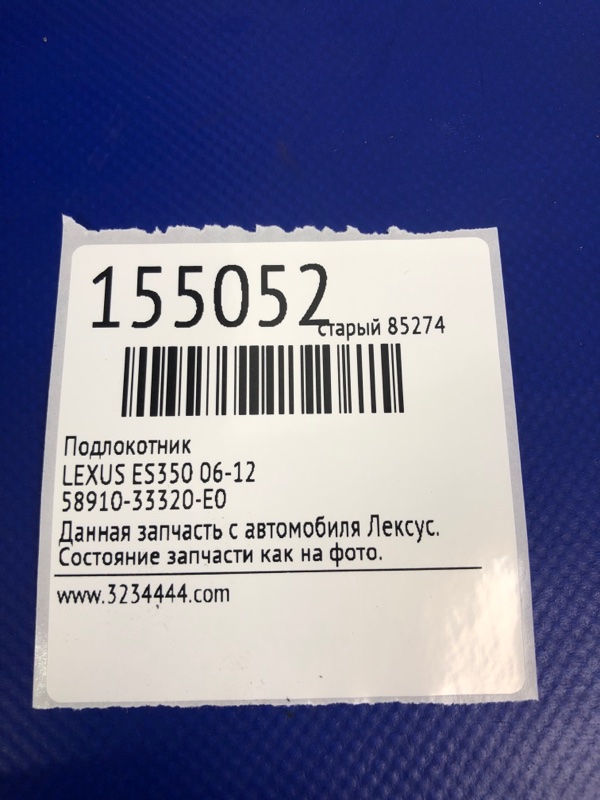 155052
старый 85274
Подлокотник
LEXUS ES350 06-12
58910-33320-E0
Данная запчасть с автомобиля Лексус.
Состояние запчасти как на фото.
www.3234444.com